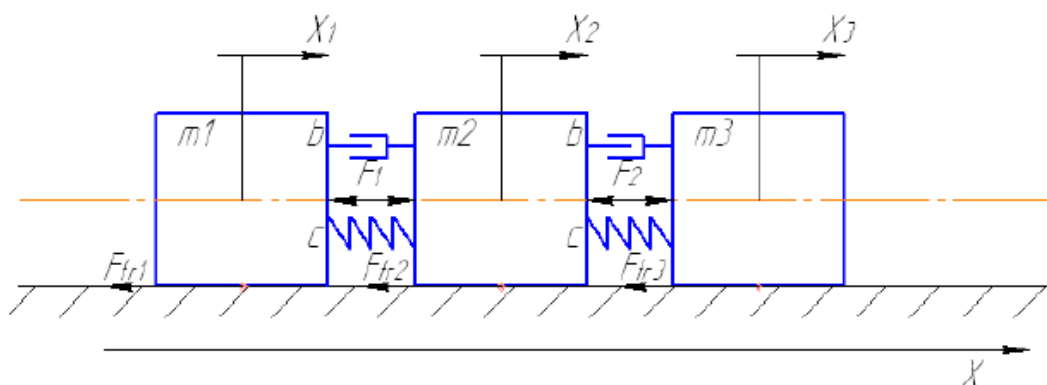 X1 X2 X3
m1 b m2 b m3
F1 F2
c c
Ffr1 Ffr2 Ffr3
X